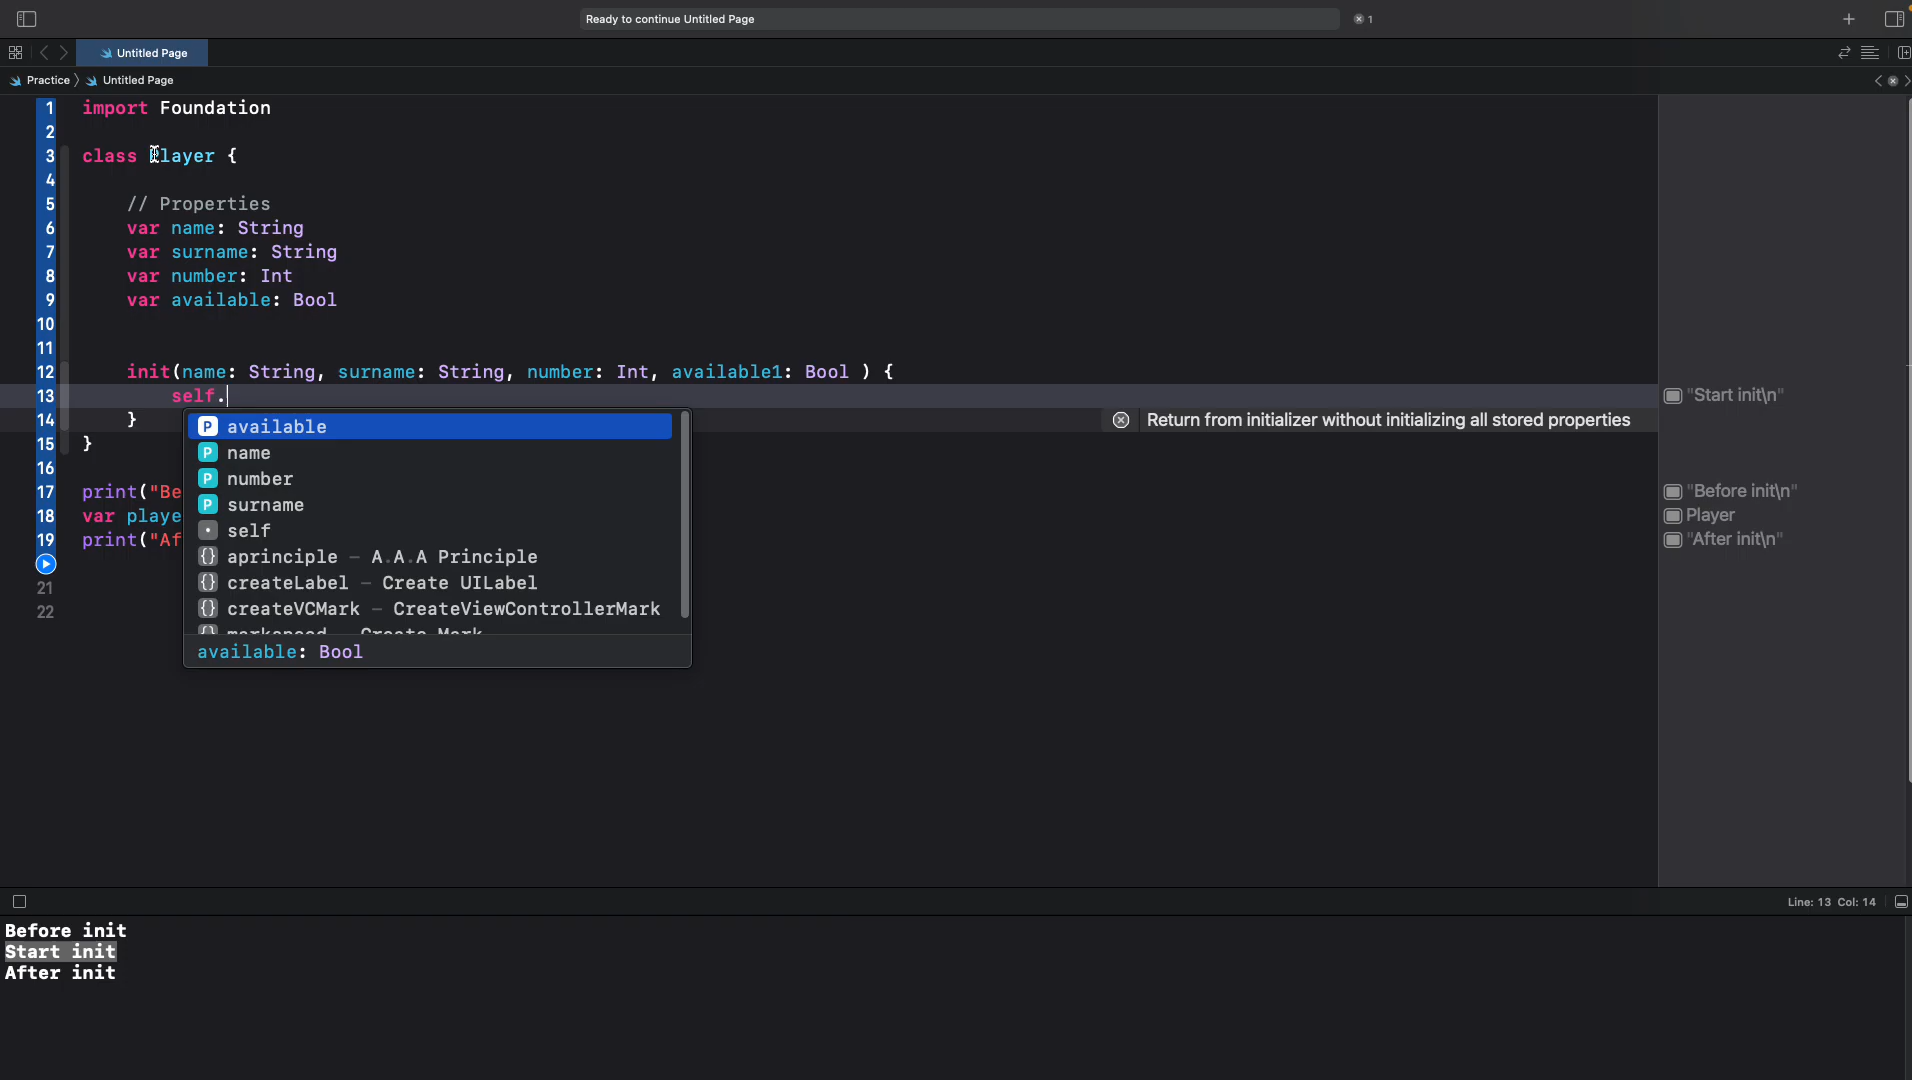 Ready to continue Untitled Page
1
Untitled Page
Practice 〉 Untitled Page
1 import Foundation
2
3 class Player {
4
5 // Properties
6 var name: String
7 var surname: String
8 var number: Int
9 var available: Bool
10
11
12 init(name: String, surname: String, number: Int, available1: Bool ) {
13 self. "Start init\n"
14 } Return from initializer without initializing all stored properties
15 }
16
17 print("Be "Before init\n"
18 var playe Player
19 print("Af "After init\n"
21
22
P available
P name
P number
P surname
self
{} aprinciple – A.A.A Principle
{} createLabel – Create UILabel
{} createVCMark – CreateViewControllerMark
available: Bool
Line: 13 Col: 14
Before init
Start init
After init